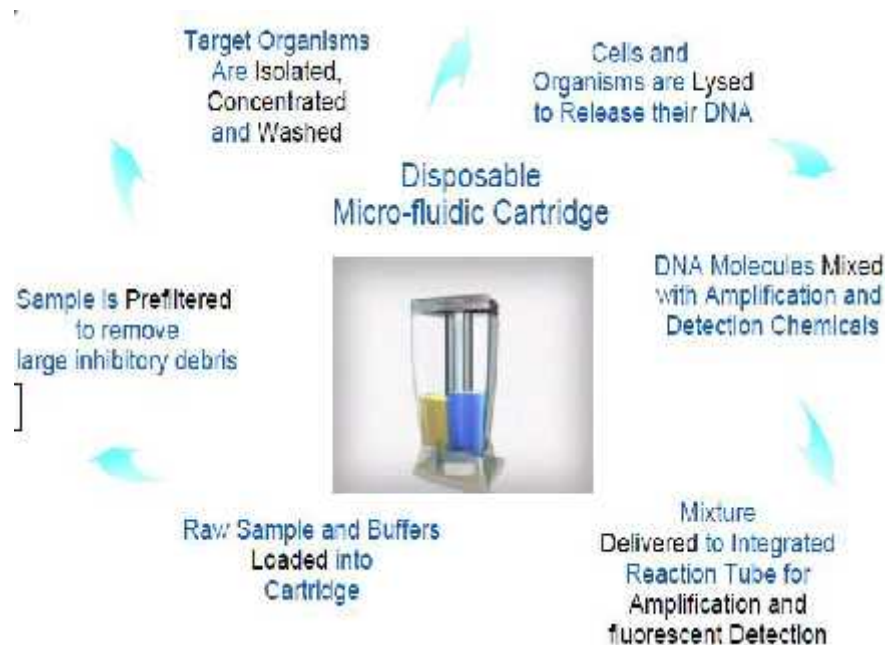 Target Organisms
Are Isolated,
Concentrated
and Washed
Cells and
Organisms are Lysed
to Release their DNA
Disposable
Micro-fluidic Cartridge
Sample is Prefiltered
to remove
large inhibitory debris
DNA Molecules Mixed
with Amplification and
Detection Chemicals
Raw Sample and Buffers
Loaded into
Cartridge
Mixture
Delivered to Integrated
Reaction Tube for
Amplification and
fluorescent Detection